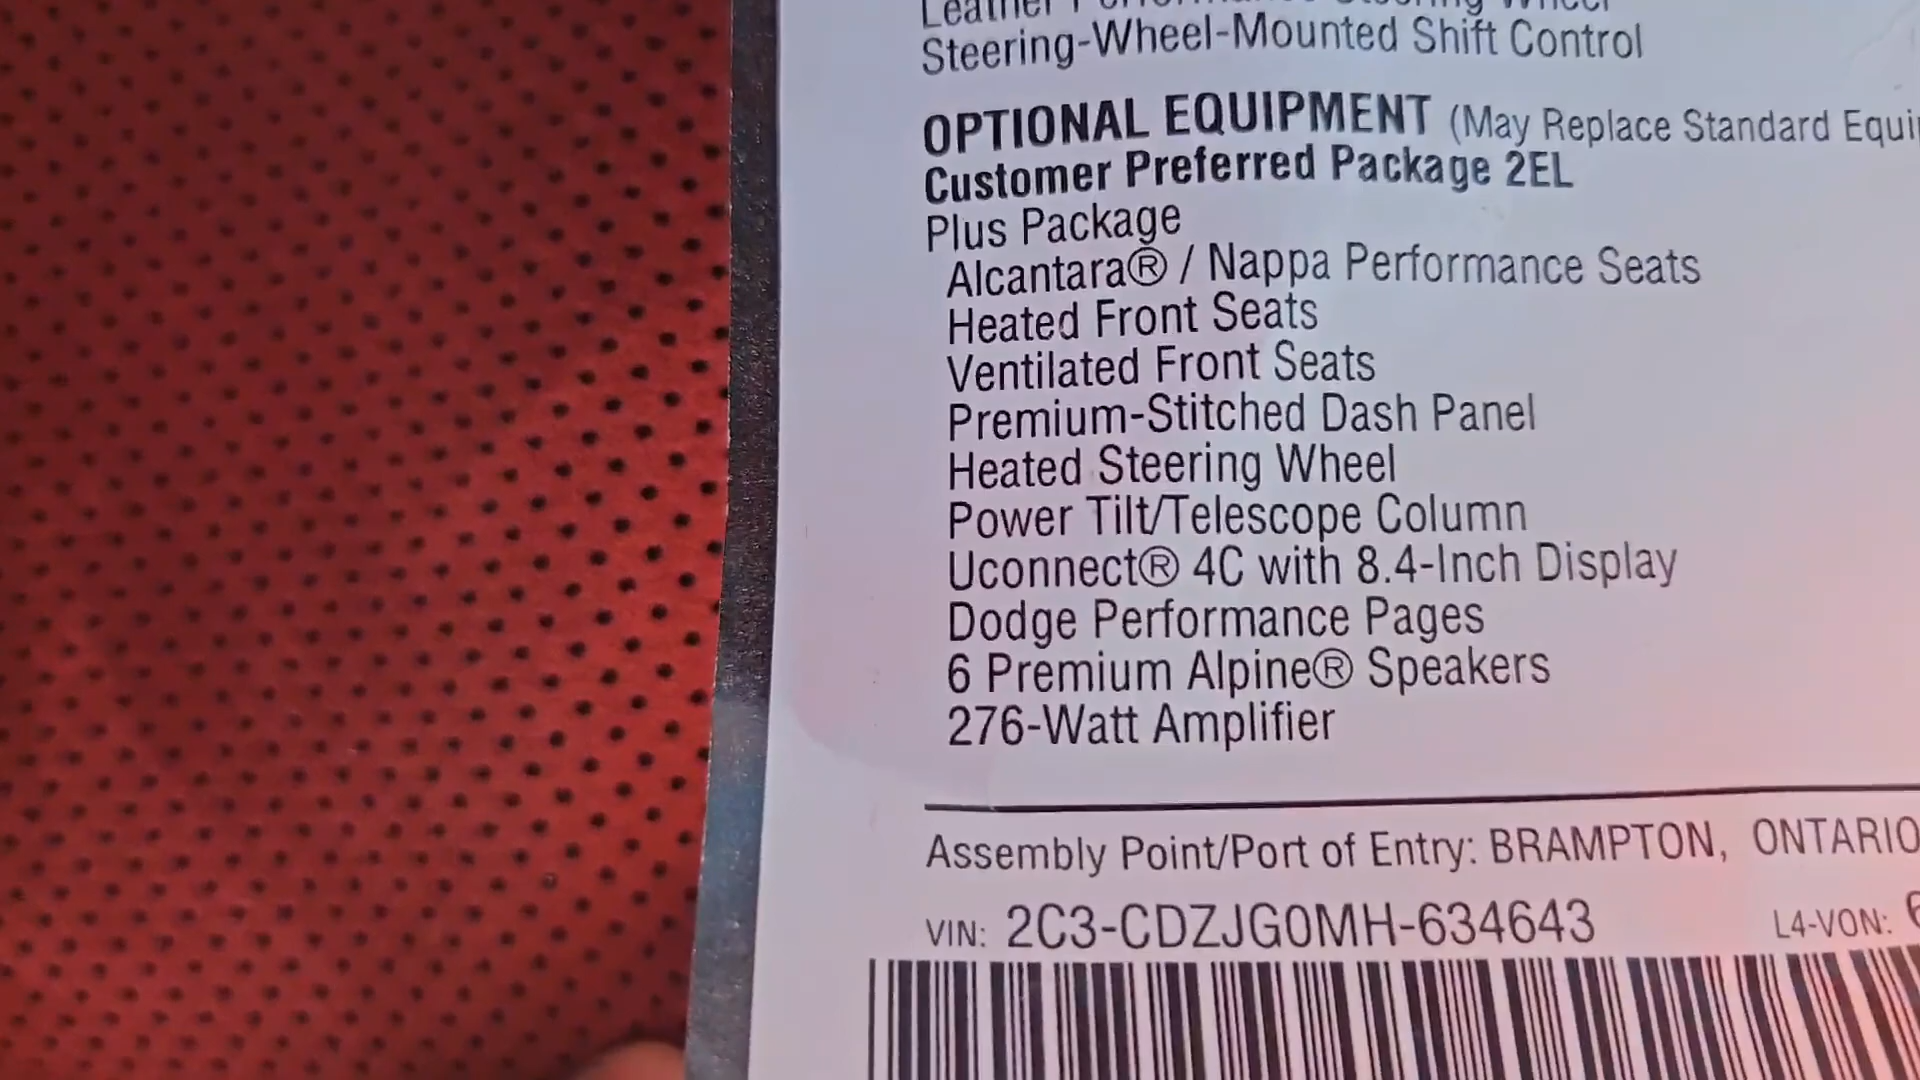 Leather Performance Steering Wheel
Steering-Wheel-Mounted Shift Control
OPTIONAL EQUIPMENT (May Replace Standard Equi
Customer Preferred Package 2EL
Plus Package
Alcantara® / Nappa Performance Seats
Heated Front Seats
Ventilated Front Seats
Premium-Stitched Dash Panel
Heated Steering Wheel
Power Tilt/Telescope Column
Uconnect® 4C with 8.4-Inch Display
Dodge Performance Pages
6 Premium Alpine® Speakers
276-Watt Amplifier
Assembly Point/Port of Entry: BRAMPTON, ONTARIO
VIN: 2C3-CDZJG0MH-634643 L4-VON: